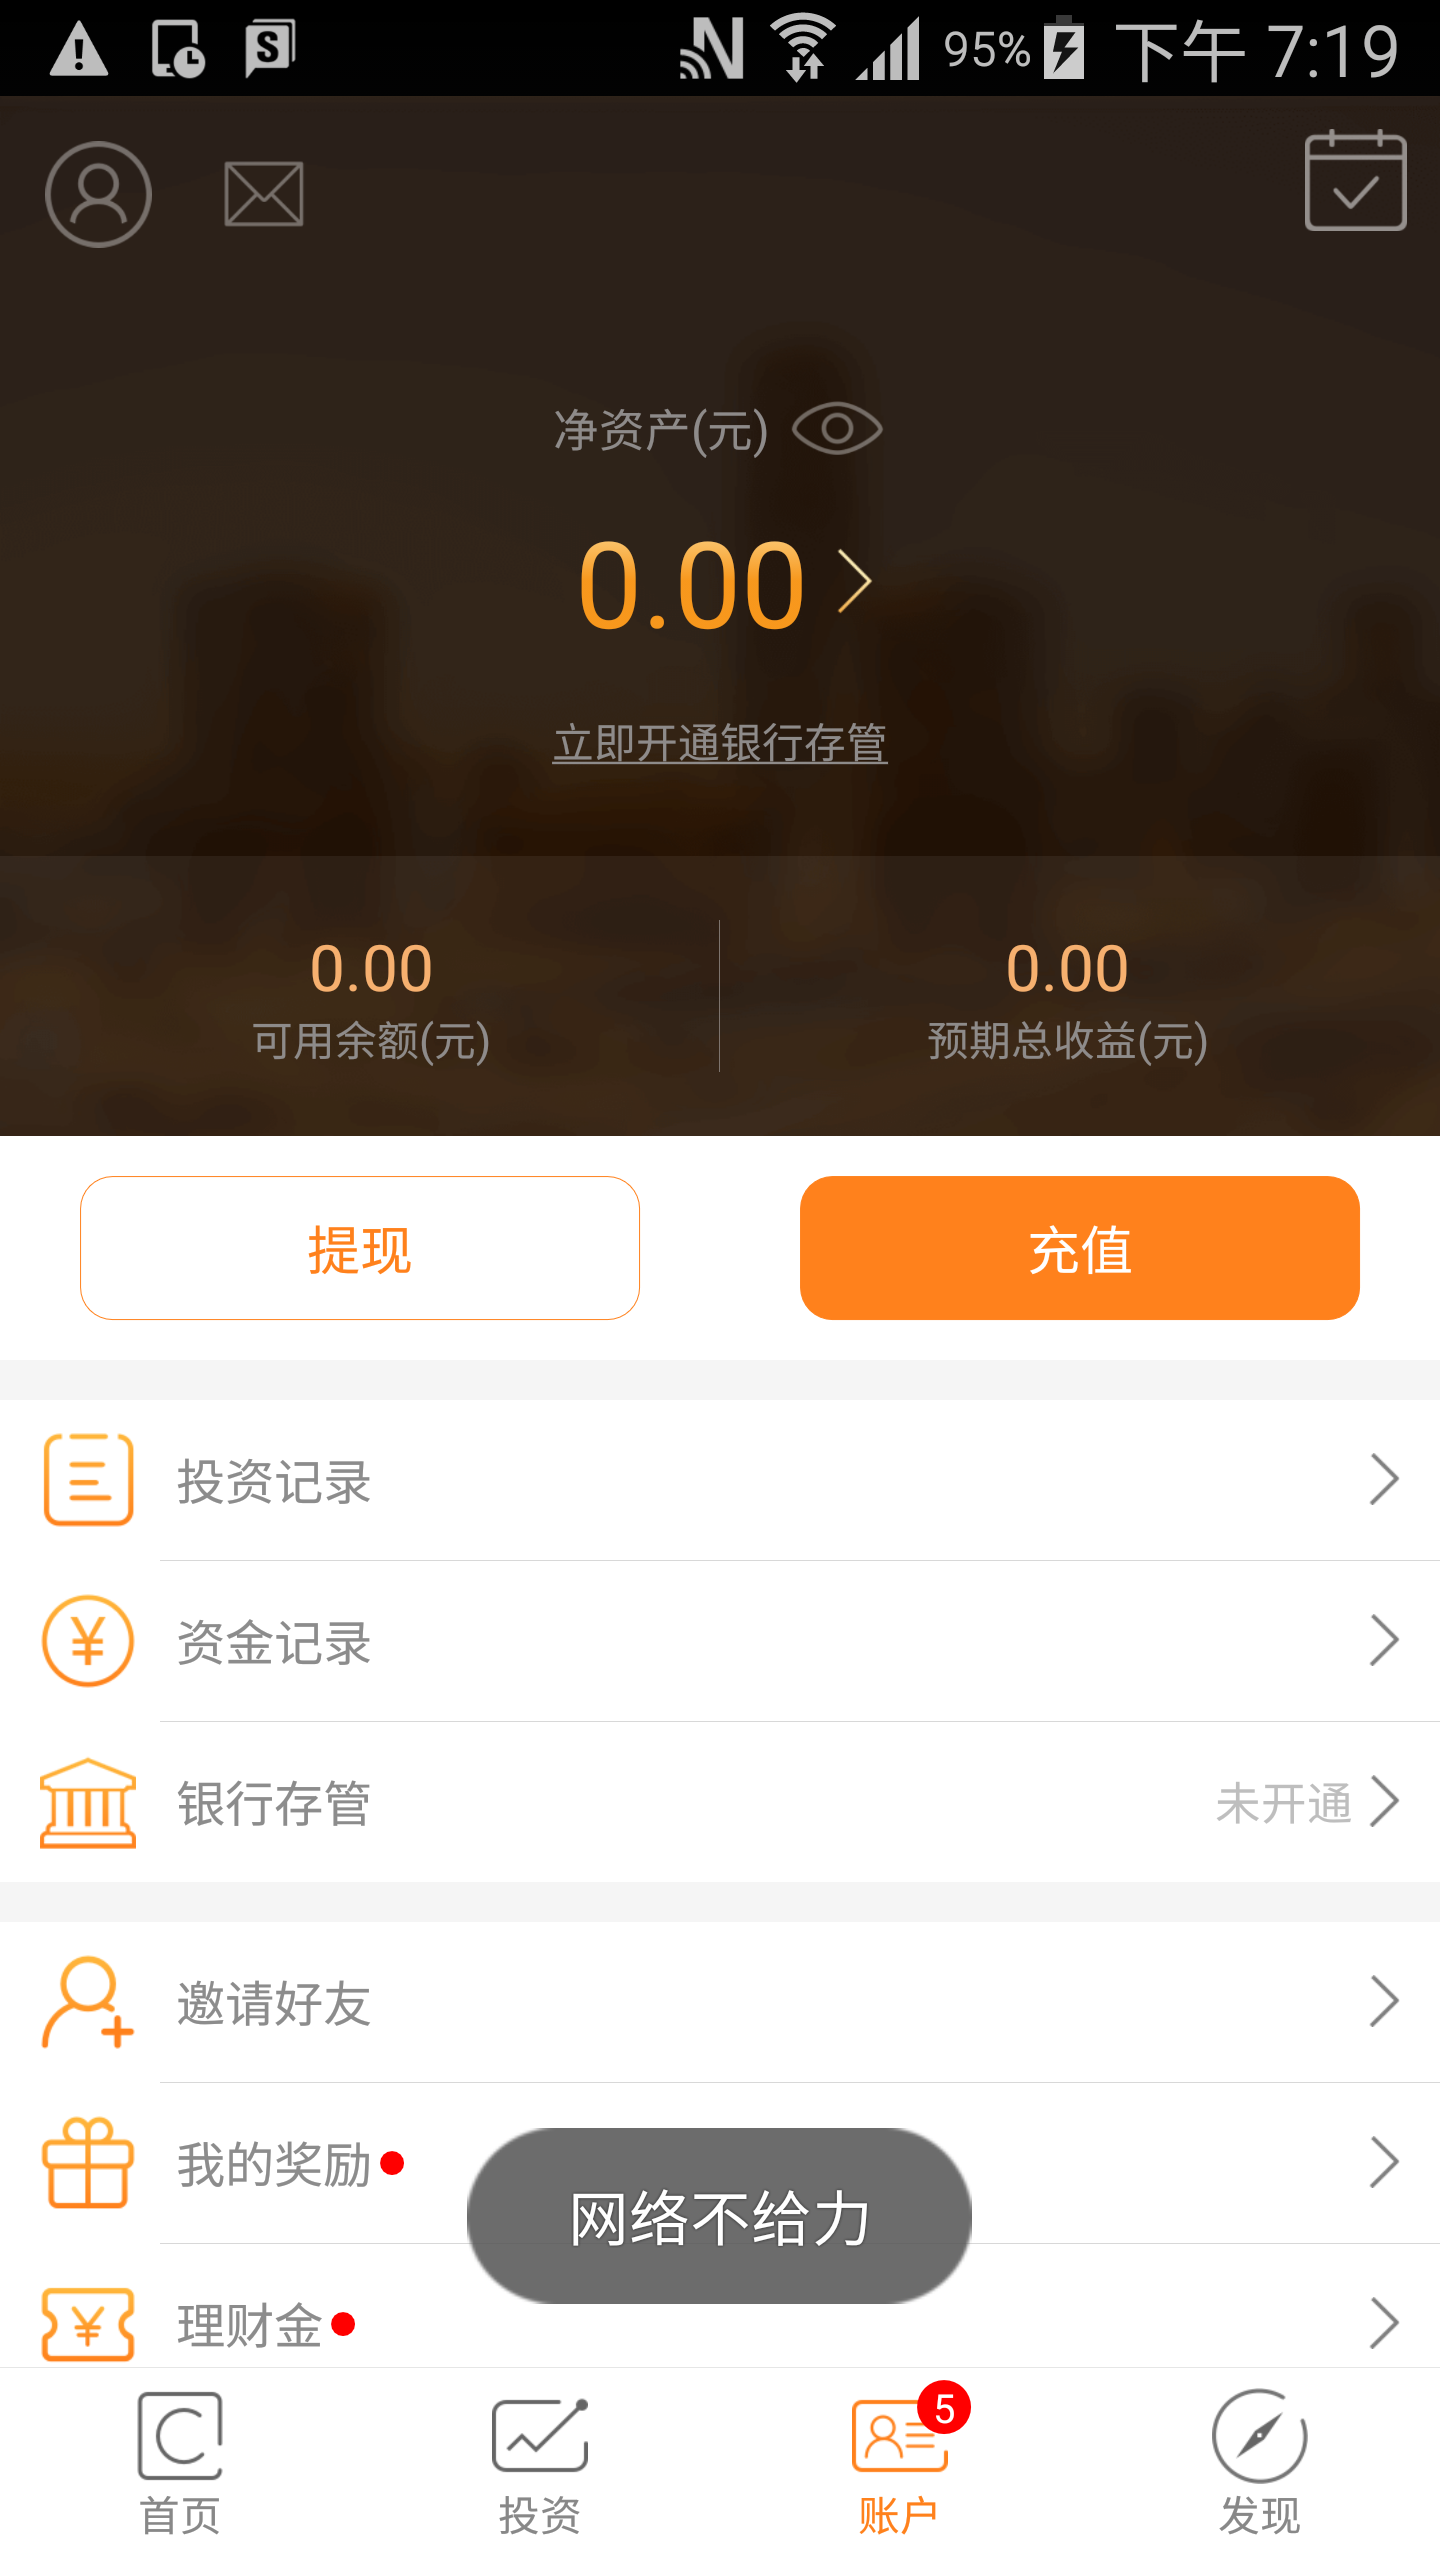 95% 下午 7:19
净资产(元)
0.00
立即开通银行存管
0.00
可用余额(元)
0.00
预期总收益(元)
提现
充值
投资记录
资金记录
银行存管
未开通
邀请好友
我的奖励
网络不给力
理财金
首页
投资
5
账户
发现